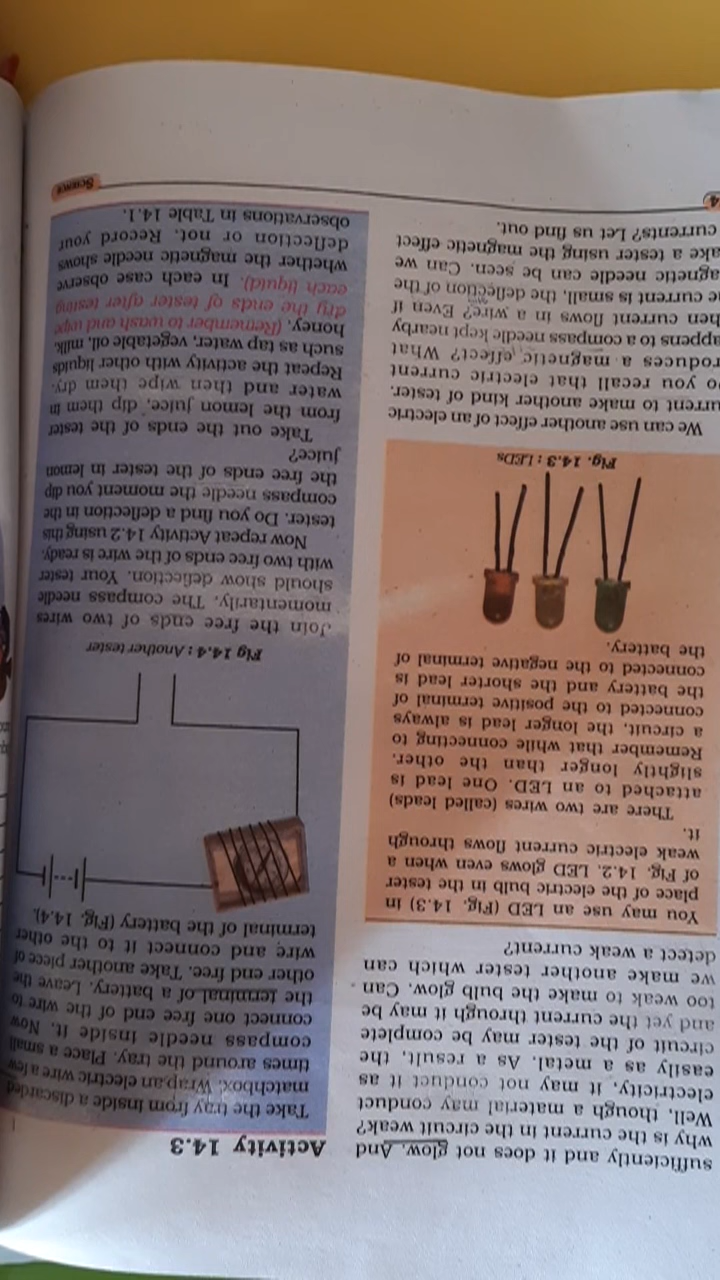 sufficiently and it does not glow. And
why is the current in the circuit weak?
Well, though a material may conduct
electricity, it may not conduct it as
easily as a metal. As a result, the
circuit of the tester may be complete
and yet the current through it may be
too weak to make the bulb glow. Can
we make another tester which can
detect a weak current?
You may use an LED (Fig. 14.3) in
place of the electric bulb in the tester
of Fig. 14.2. LED glows even when a
weak electric current flows through
it.
There are two wires (called leads)
attached to an LED. One lead is
slightly longer than the other.
Remember that while connecting to
a circuit, the longer lead is always
connected to the positive terminal of
the battery and the shorter lead is
connected to the negative terminal of
the battery.
Fig. 14.3 : LEDs
We can use another effect of an electric
urrent to make another kind of tester.
o you recall that electric current
roduces a magnetic effect? What
appens to a compass needle kept nearby
hen current flows in a wire? Even if
e current is small, the deflection of the
agnetic needle can be seen. Can we
ake a tester using the magnetic effect
currents? Let us find out.
4
Activity 14.3
Take the tray from inside a discarded
matchbox. Wrap an electric wire a few
times around the tray. Place a small
compass needle inside it. Now
connect one free end of the wire to
the terminal of a battery. Leave the
other end free. Take another piece of
wire and connect it to the other
terminal of the battery (Fig. 14.4).
Fig 14.4 : Another tester
Join the free ends of two wires
momentarily. The compass needle
should show deflection. Your tester
with two free ends of the wire is ready.
Now repeat Activity 14.2 using this
tester. Do you find a deflection in the
compass needle the moment you dip
the free ends of the tester in lemon
juice?
Take out the ends of the tester
from the lemon juice, dip them in
water and then wipe them dry.
Repeat the activity with other liquids
such as tap water, vegetable oil, milk,
honey. (Remember to wash and wipe
dry the ends of tester after testing
each liquid). In each case observe
whether the magnetic needle shows
deflection or not. Record your
observations in Table 14.1.
SCIENCE